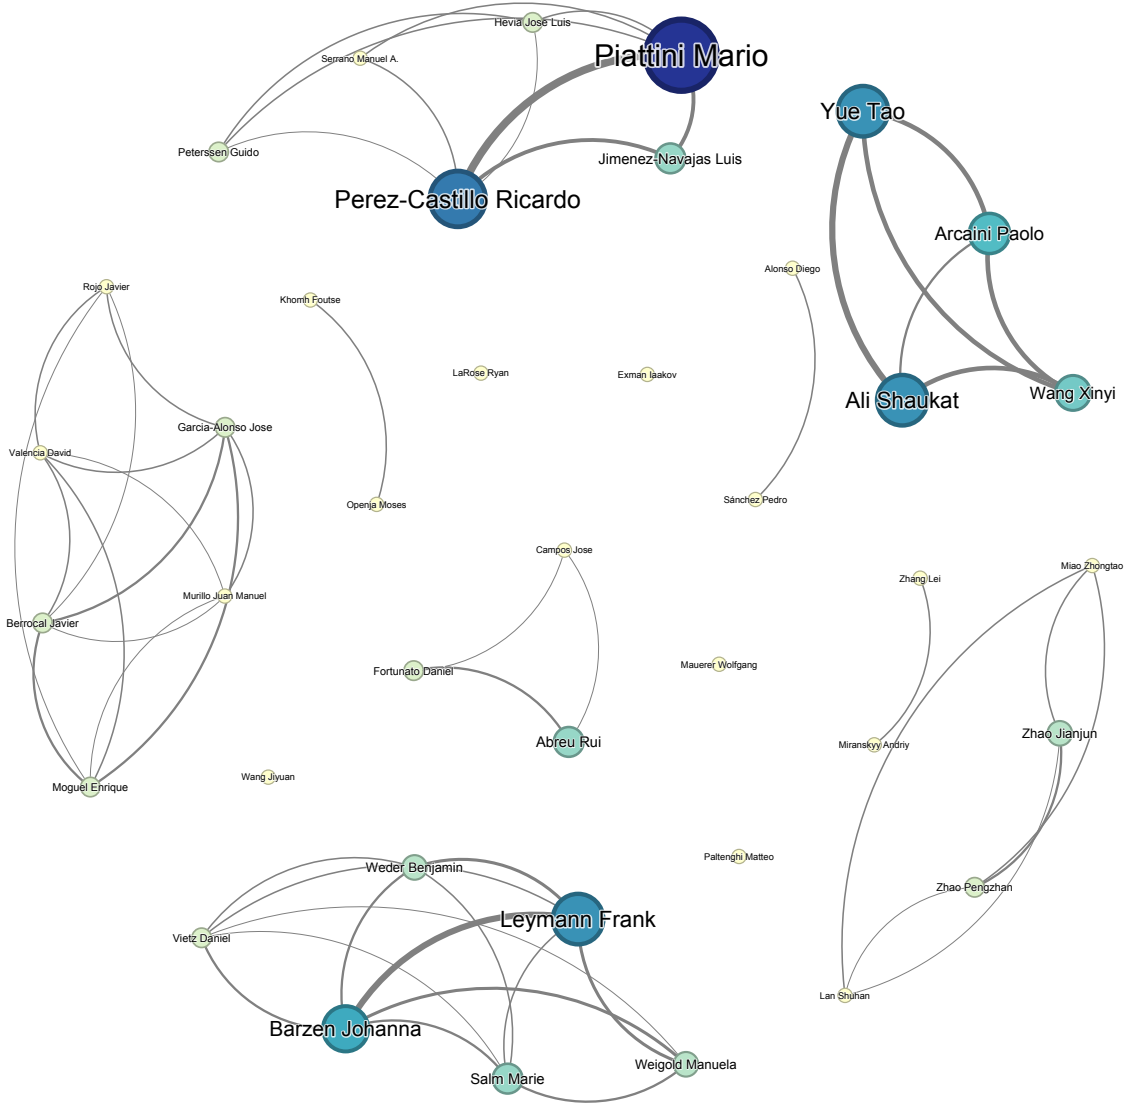 Hevia Jose Luis
Piattini Mario
Serrano Manuel A.
Yue Tao
Peterssen Guido
Jimenez-Navajas Luis
Perez-Castillo Ricardo
Arcaini Paolo
Alonso Diego
Rojo Javier
Khomh Foutse
LaRose Ryan
Exman Iaakov
Ali Shaukat
Wang Xinyi
Garcia-Alonso Jose
Valencia David
Openja Moses
Sánchez Pedro
Campos Jose
Miao Zhongtao
Zhang Lei
Murillo Juan Manuel
Berrocal Javier
Fortunato Daniel
Mauerer Wolfgang
Zhao Jianjun
Abreu Rui
Miranskyy Andriy
Wang Jiyuan
Moguel Enrique
Paltenghi Matteo
Weder Benjamin
Zhao Pengzhan
Leymann Frank
Vietz Daniel
Lan Shuhan
Barzen Johanna
Weigold Manuela
Salm Marie